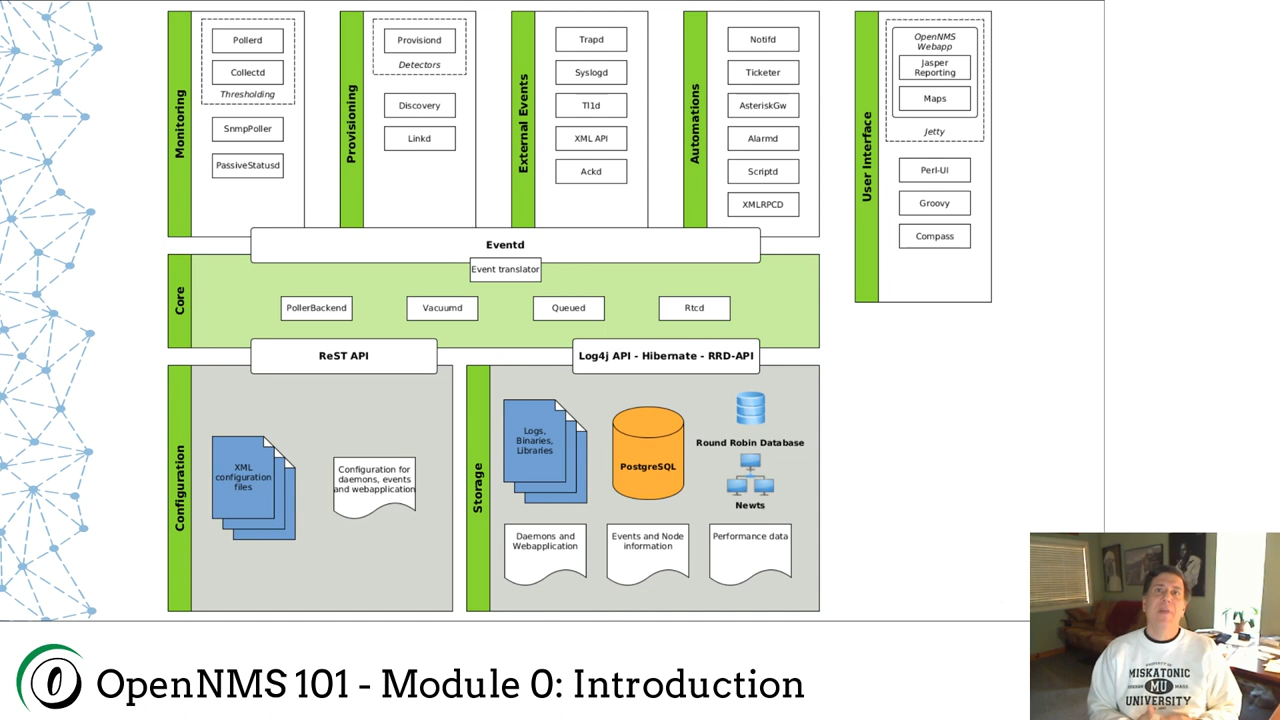 Monitoring
Pollerd
Collectd
Thresholding
SnmpPoller
PassiveStatusd
Provisioning
Provisiond
Detectors
Discovery
Linkd
External Events
Trapd
Syslogd
Tl1d
XML API
Ackd
Automations
Notifd
Ticketer
AsteriskGw
Alarmd
Scriptd
XMLRPCD
User Interface
OpenNMS
Webapp
Jasper
Reporting
Maps
Jetty
Perl-UI
Groovy
Compass
Eventd
Event translator
Core
PollerBackend
Vacuumd
Queued
Rtcd
ReST API
Log4j API - Hibernate - RRD-API
Configuration
XML
configuration
files
Configuration for
daemons, events
and webapplication
Storage
Logs,
Binaries,
Libraries
PostgreSQL
Round Robin Database
Newts
Daemons and
Webapplication
Events and Node
information
Performance data
OpenNMS 101 - Module 0: Introduction
MISKATONIC
MU
UNIVERSITY